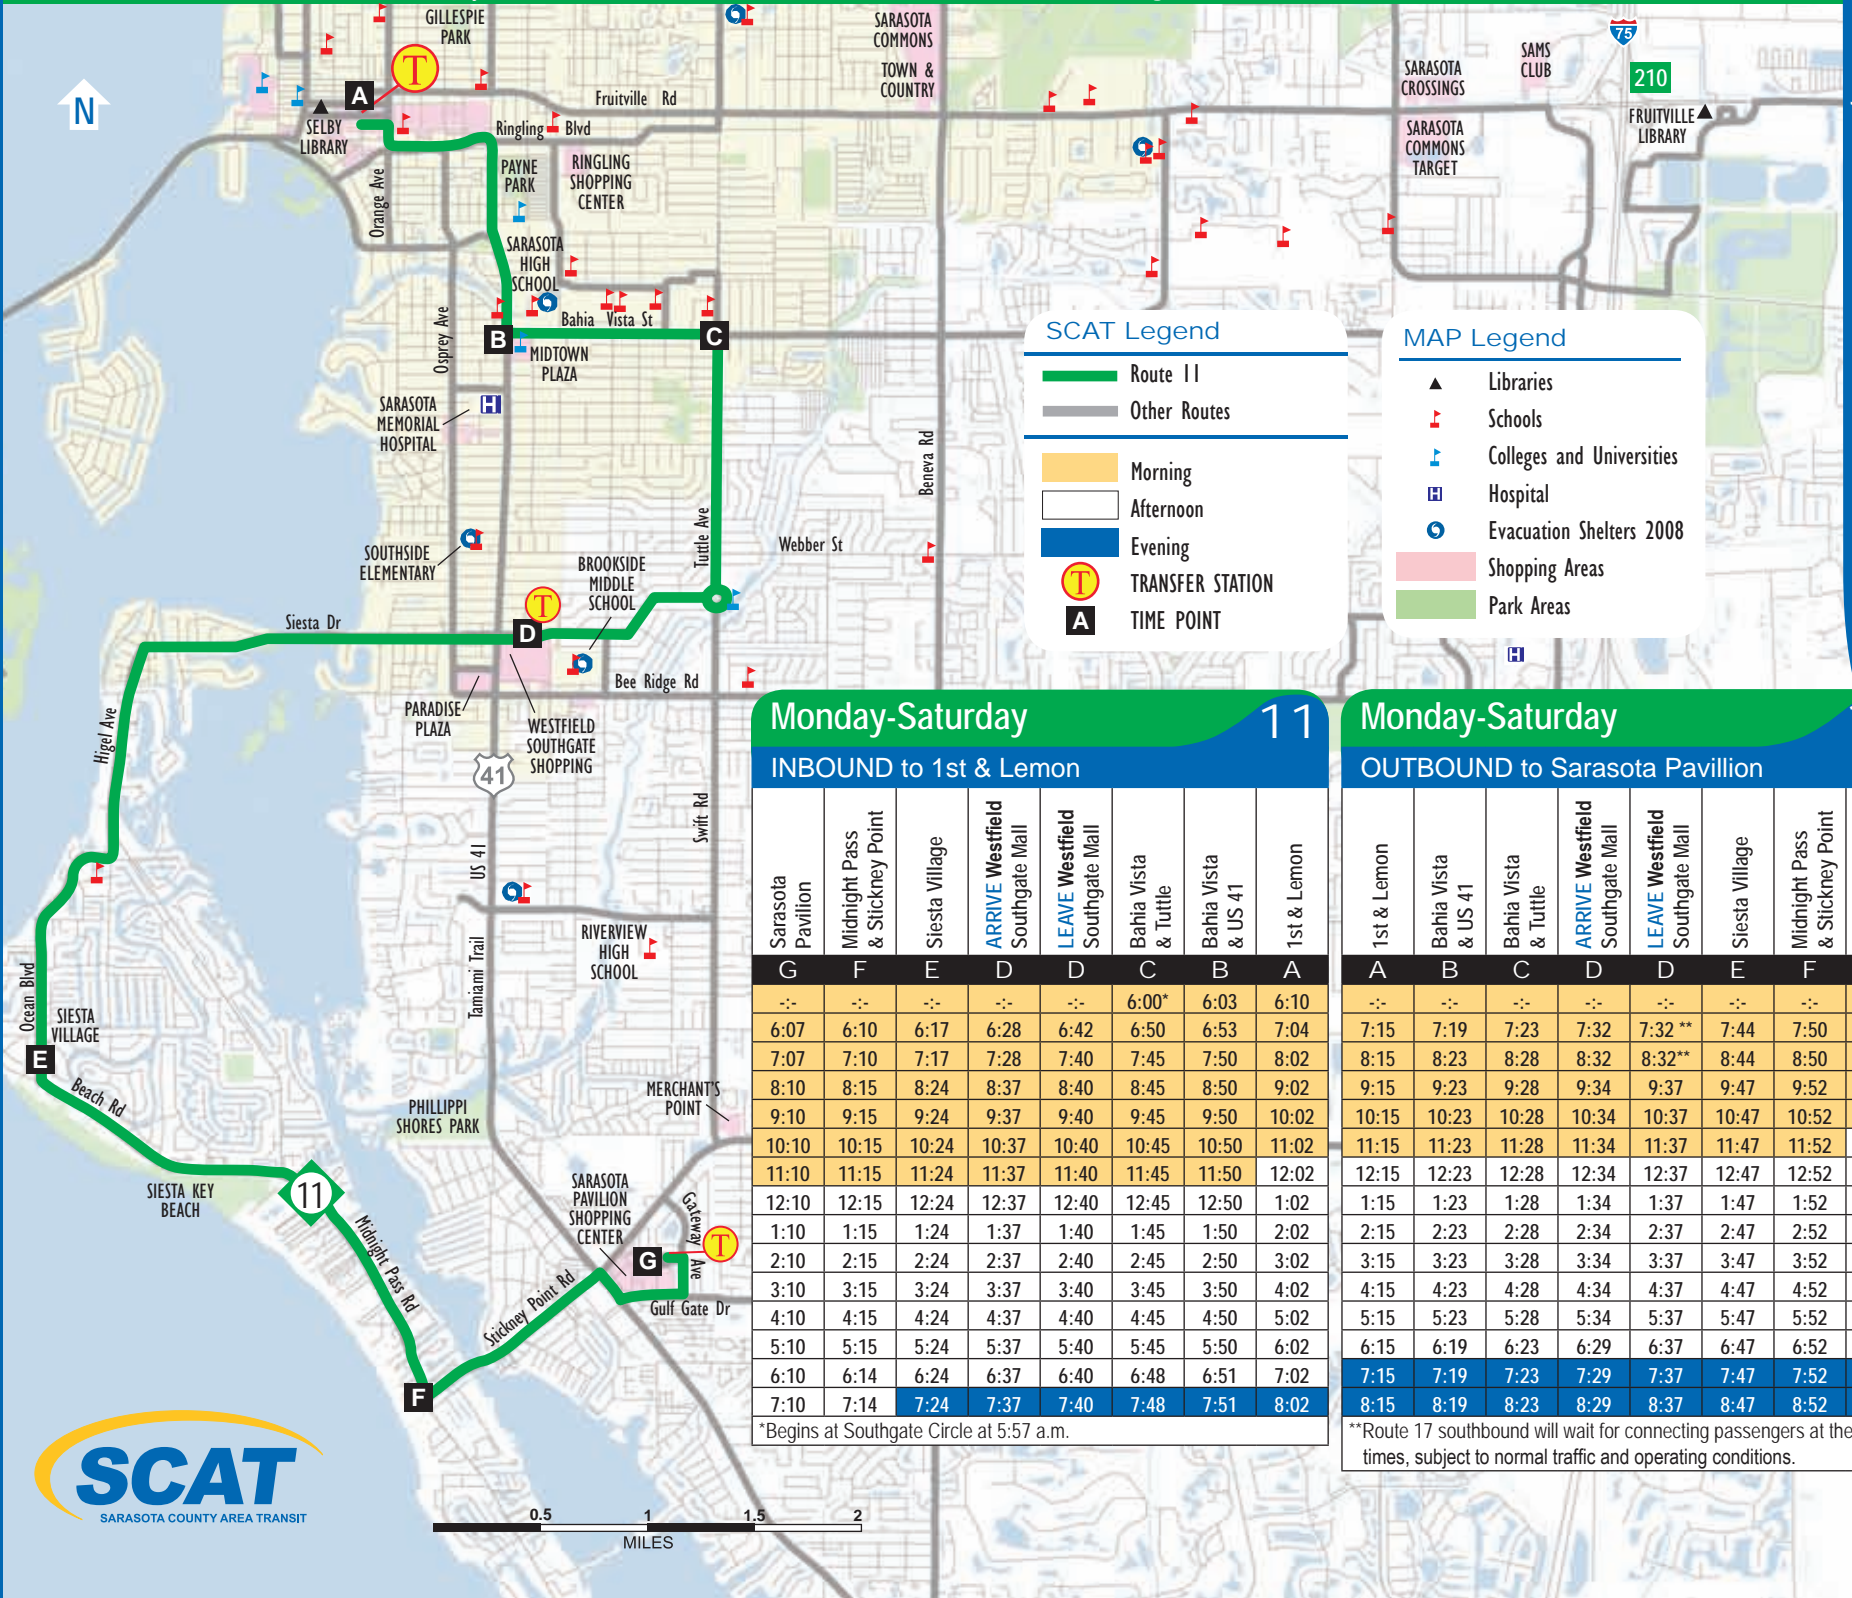 GILLESPIE
PARK
SARASOTA
COMMONS
TOWN &
COUNTRY
SARASOTA
CROSSINGS
SAMS
CLUB
75
210
FRUITVILLE
LIBRARY
SARASOTA
COMMONS
TARGET
N
A
T
SELBY
LIBRARY
Fruitville Rd
Ringling Blvd
PAYNE
PARK
RINGLING
SHOPPING
CENTER
Orange Ave
SARASOTA
HIGH
SCHOOL
Bahia Vista St
B
C
Osprey Ave
MIDTOWN
PLAZA
SARASOTA
MEMORIAL
HOSPITAL
H
Beneva Rd
Tuttle Ave
Webber St
SOUTHSIDE
ELEMENTARY
BROOKSIDE
MIDDLE
SCHOOL
T
D
Siesta Dr
Bee Ridge Rd
PARADISE
PLAZA
WESTFIELD
SOUTHGATE
SHOPPING
Higel Ave
41
US 41
Swift Rd
Tamiami Trail
RIVERVIEW
HIGH
SCHOOL
Ocean Blvd
SIESTA
VILLAGE
E
Beach Rd
PHILLIPPI
SHORES PARK
MERCHANT'S
POINT
SIESTA KEY
BEACH
11
Midnight Pass Rd
SARASOTA
PAVILION
SHOPPING
CENTER
Gateway Ave
G
T
Gulf Gate Dr
Stickney Point Rd
F
SCAT
SARASOTA COUNTY AREA TRANSIT
0.5 1 1.5 2
MILES
SCAT Legend
Route 11
Other Routes
Morning
Afternoon
Evening
T TRANSFER STATION
A TIME POINT
MAP Legend
Libraries
Schools
Colleges and Universities
H Hospital
Evacuation Shelters 2008
Shopping Areas
Park Areas
H
Monday-Saturday 11
INBOUND to 1st & Lemon
Sarasota Pavilion
Midnight Pass & Stickney Point
Siesta Village
ARRIVE Westfield Southgate Mall
LEAVE Westfield Southgate Mall
Bahia Vista & Tuttle
Bahia Vista & US 41
1st & Lemon
G F E D D C B A
-:- -:- -:- -:- -:- 6:00* 6:03 6:10
6:07 6:10 6:17 6:28 6:42 6:50 6:53 7:04
7:07 7:10 7:17 7:28 7:40 7:45 7:50 8:02
8:10 8:15 8:24 8:37 8:40 8:45 8:50 9:02
9:10 9:15 9:24 9:37 9:40 9:45 9:50 10:02
10:10 10:15 10:24 10:37 10:40 10:45 10:50 11:02
11:10 11:15 11:24 11:37 11:40 11:45 11:50 12:02
12:10 12:15 12:24 12:37 12:40 12:45 12:50 1:02
1:10 1:15 1:24 1:37 1:40 1:45 1:50 2:02
2:10 2:15 2:24 2:37 2:40 2:45 2:50 3:02
3:10 3:15 3:24 3:37 3:40 3:45 3:50 4:02
4:10 4:15 4:24 4:37 4:40 4:45 4:50 5:02
5:10 5:15 5:24 5:37 5:40 5:45 5:50 6:02
6:10 6:14 6:24 6:37 6:40 6:48 6:51 7:02
7:10 7:14 7:24 7:37 7:40 7:48 7:51 8:02
*Begins at Southgate Circle at 5:57 a.m.
Monday-Saturday
OUTBOUND to Sarasota Pavillion
1st & Lemon
Bahia Vista & US 41
Bahia Vista & Tuttle
ARRIVE Westfield Southgate Mall
LEAVE Westfield Southgate Mall
Siesta Village
Midnight Pass & Stickney Point
A B C D D E F
-:- -:- -:- -:- -:- -:- -:-
7:15 7:19 7:23 7:32 7:32 ** 7:44 7:50
8:15 8:23 8:28 8:32 8:32** 8:44 8:50
9:15 9:23 9:28 9:34 9:37 9:47 9:52
10:15 10:23 10:28 10:34 10:37 10:47 10:52
11:15 11:23 11:28 11:34 11:37 11:47 11:52
12:15 12:23 12:28 12:34 12:37 12:47 12:52
1:15 1:23 1:28 1:34 1:37 1:47 1:52
2:15 2:23 2:28 2:34 2:37 2:47 2:52
3:15 3:23 3:28 3:34 3:37 3:47 3:52
4:15 4:23 4:28 4:34 4:37 4:47 4:52
5:15 5:23 5:28 5:34 5:37 5:47 5:52
6:15 6:19 6:23 6:29 6:37 6:47 6:52
7:15 7:19 7:23 7:29 7:37 7:47 7:52
8:15 8:19 8:23 8:29 8:37 8:47 8:52
**Route 17 southbound will wait for connecting passengers at the
times, subject to normal traffic and operating conditions.